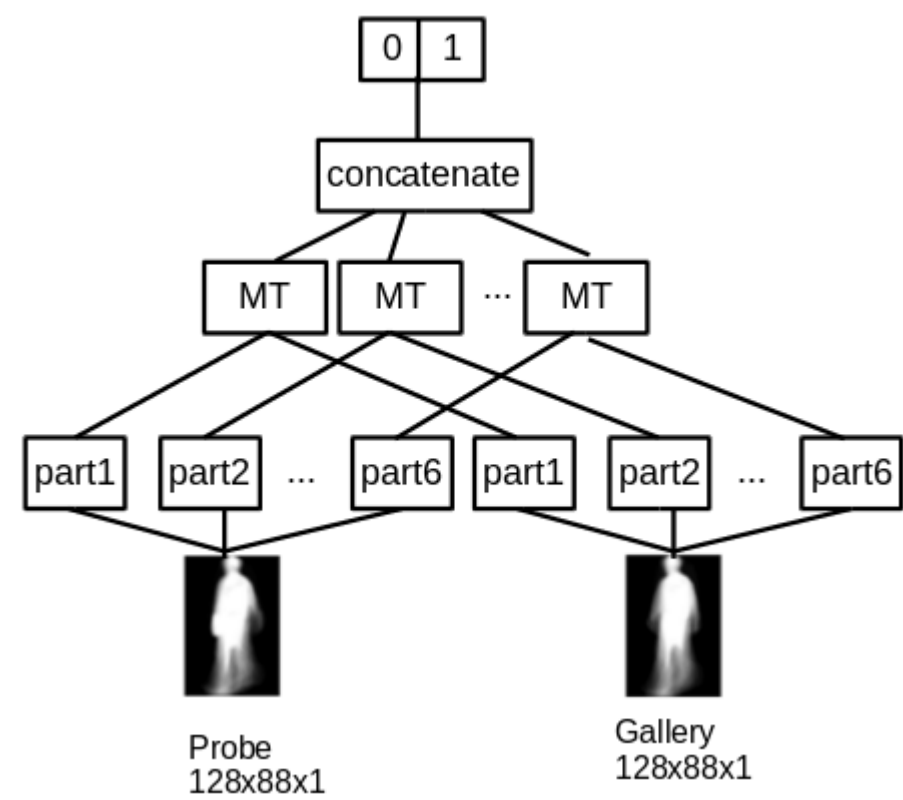 0 1
concatenate
MT MT ... MT
part1 part2 ... part6 part1 part2 ... part6
Probe
128x88x1
Gallery
128x88x1